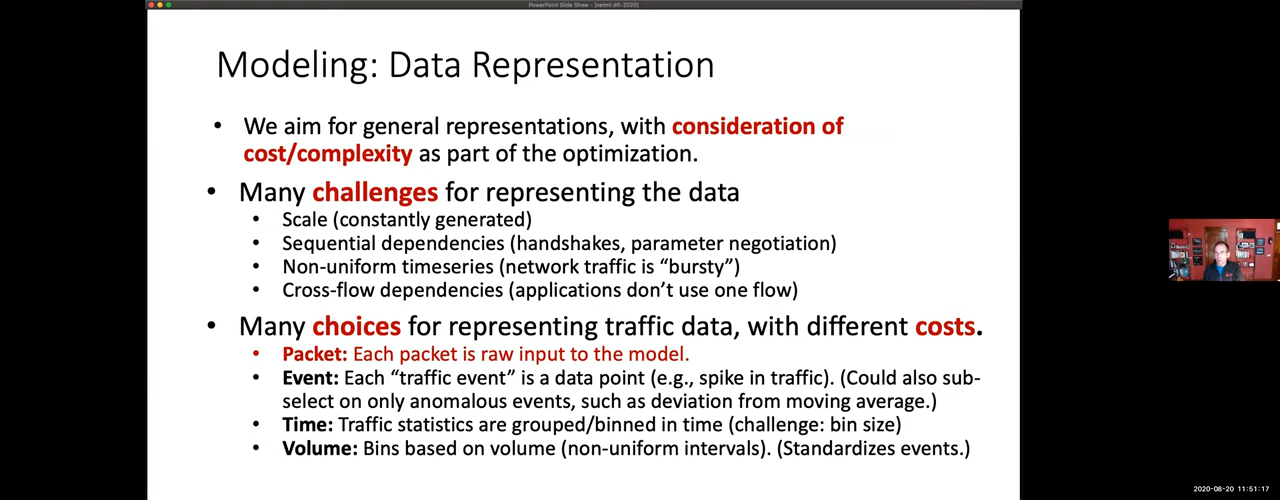 PowerPoint Slide Show - [netml-jtti-2020]
Modeling: Data Representation
• We aim for general representations, with consideration of
cost/complexity as part of the optimization.
• Many challenges for representing the data
• Scale (constantly generated)
• Sequential dependencies (handshakes, parameter negotiation)
• Non-uniform timeseries (network traffic is “bursty”)
• Cross-flow dependencies (applications don’t use one flow)
• Many choices for representing traffic data, with different costs.
• Packet: Each packet is raw input to the model.
• Event: Each “traffic event” is a data point (e.g., spike in traffic). (Could also sub-
select on only anomalous events, such as deviation from moving average.)
• Time: Traffic statistics are grouped/binned in time (challenge: bin size)
• Volume: Bins based on volume (non-uniform intervals). (Standardizes events.)
2020-08-20 11:51:17